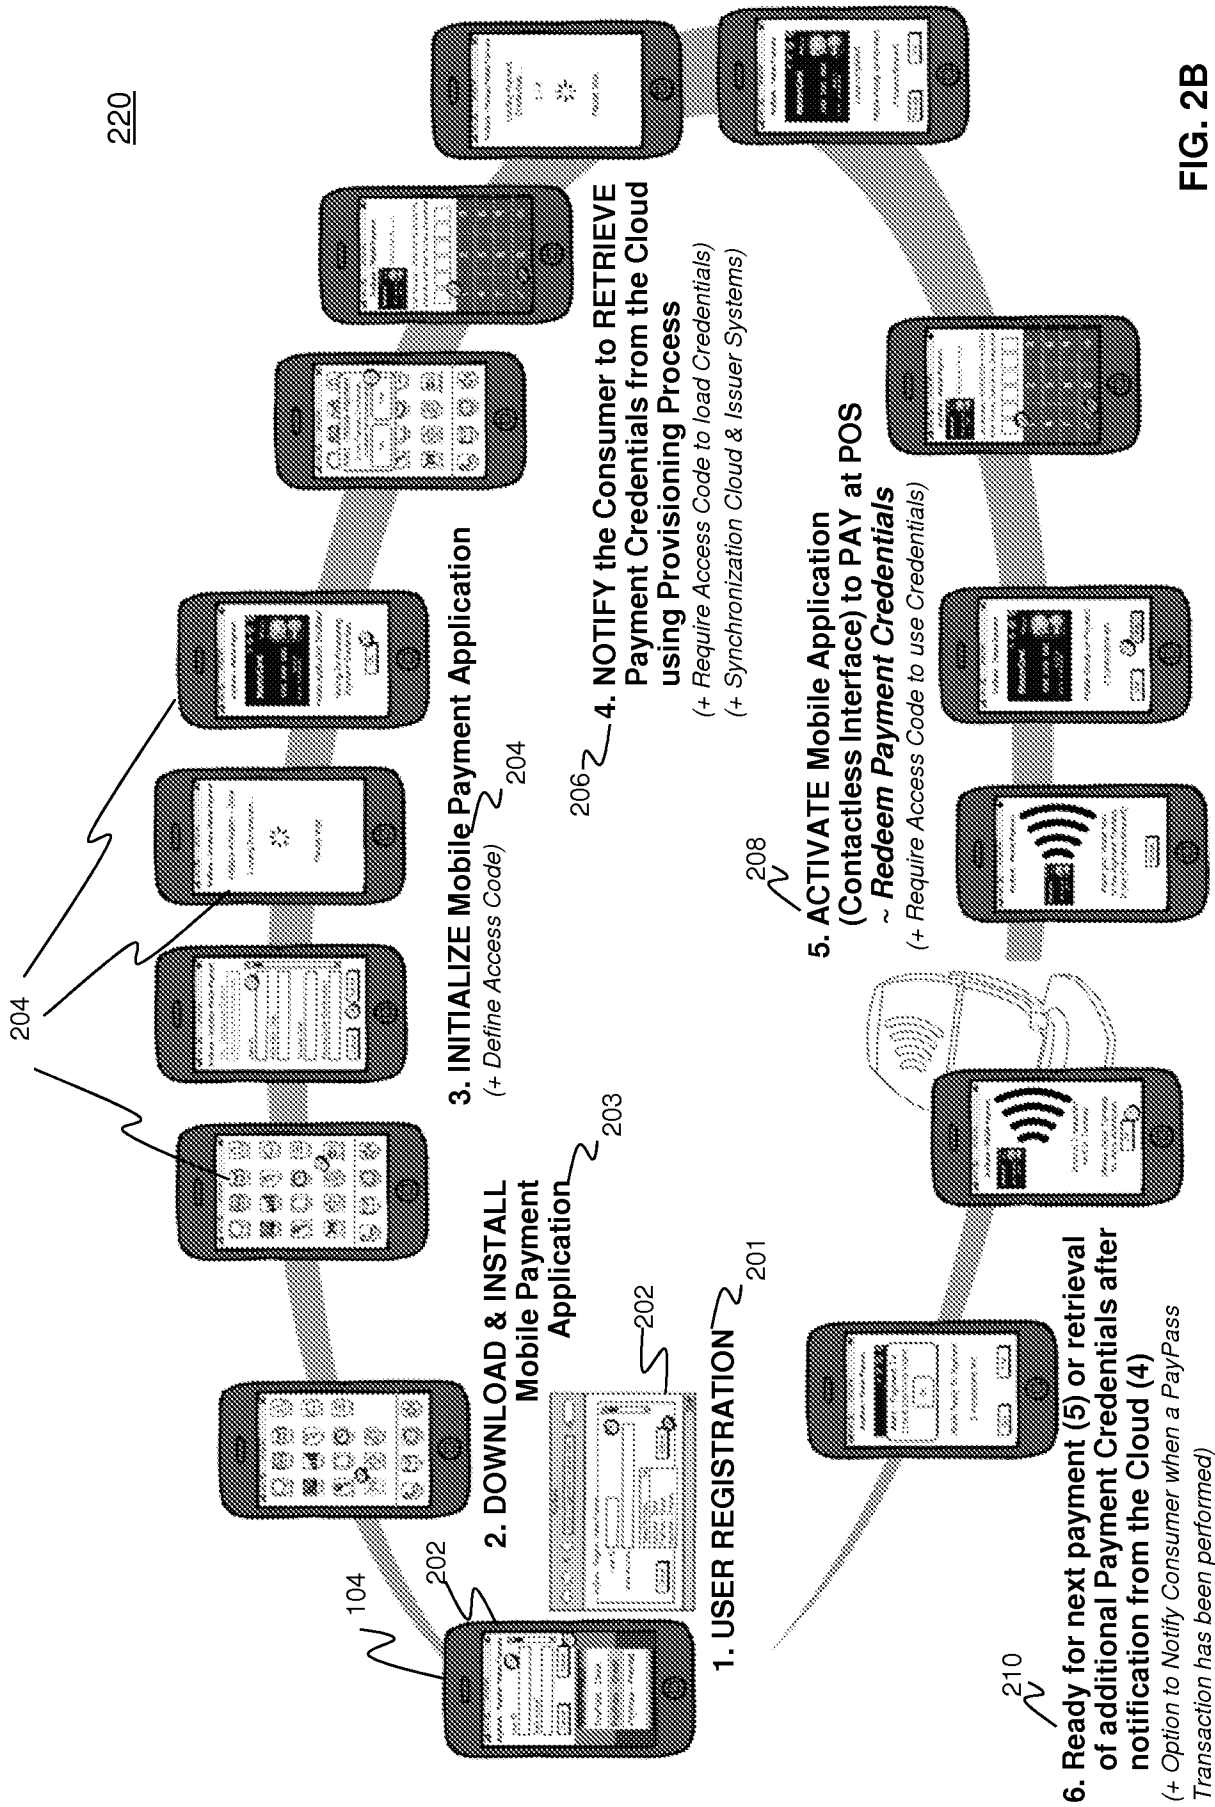 220
204
104
202
1. USER REGISTRATION
201
202
2. DOWNLOAD & INSTALL
Mobile Payment
Application
203
3. INITIALIZE Mobile Payment Application
(+ Define Access Code)
204
206
4. NOTIFY the Consumer to RETRIEVE
Payment Credentials from the Cloud
using Provisioning Process
(+ Require Access Code to load Credentials)
(+ Synchronization Cloud & Issuer Systems)
208
5. ACTIVATE Mobile Application
(Contactless Interface) to PAY at POS
~ Redeem Payment Credentials
(+ Require Access Code to use Credentials)
210
6. Ready for next payment (5) or retrieval
of additional Payment Credentials after
notification from the Cloud (4)
(+ Option to Notify Consumer when a PayPass
Transaction has been performed)
FIG. 2B